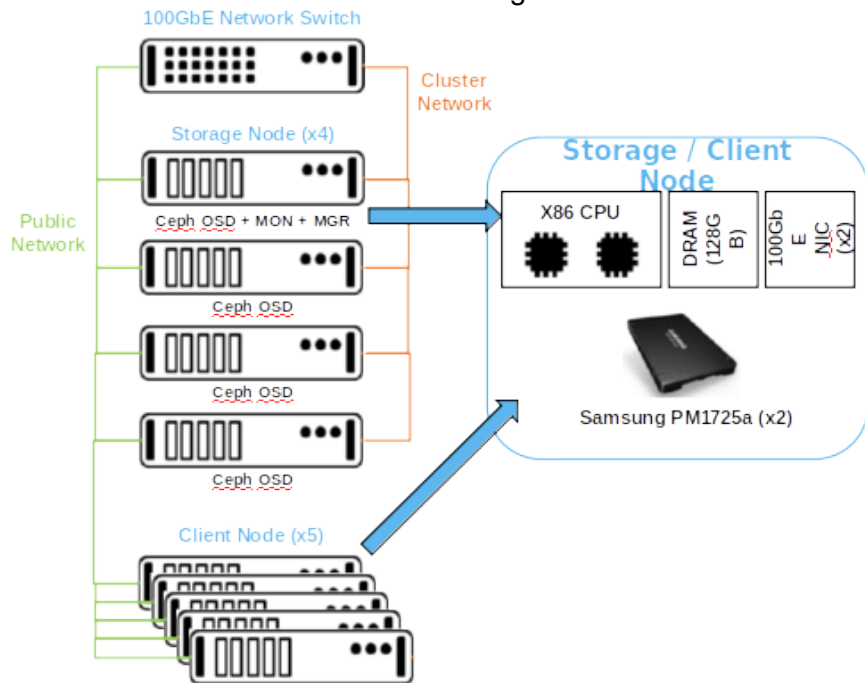 100GbE Network Switch
Cluster
Network
Storage Node (x4)
Ceph OSD + MON + MGR
Public
Network
Ceph OSD
Ceph OSD
Ceph OSD
Client Node (x5)
Storage / Client
Node
X86 CPU
DRAM
(128G
B)
100Gb
E
NIC
(x2)
Samsung PM1725a (x2)